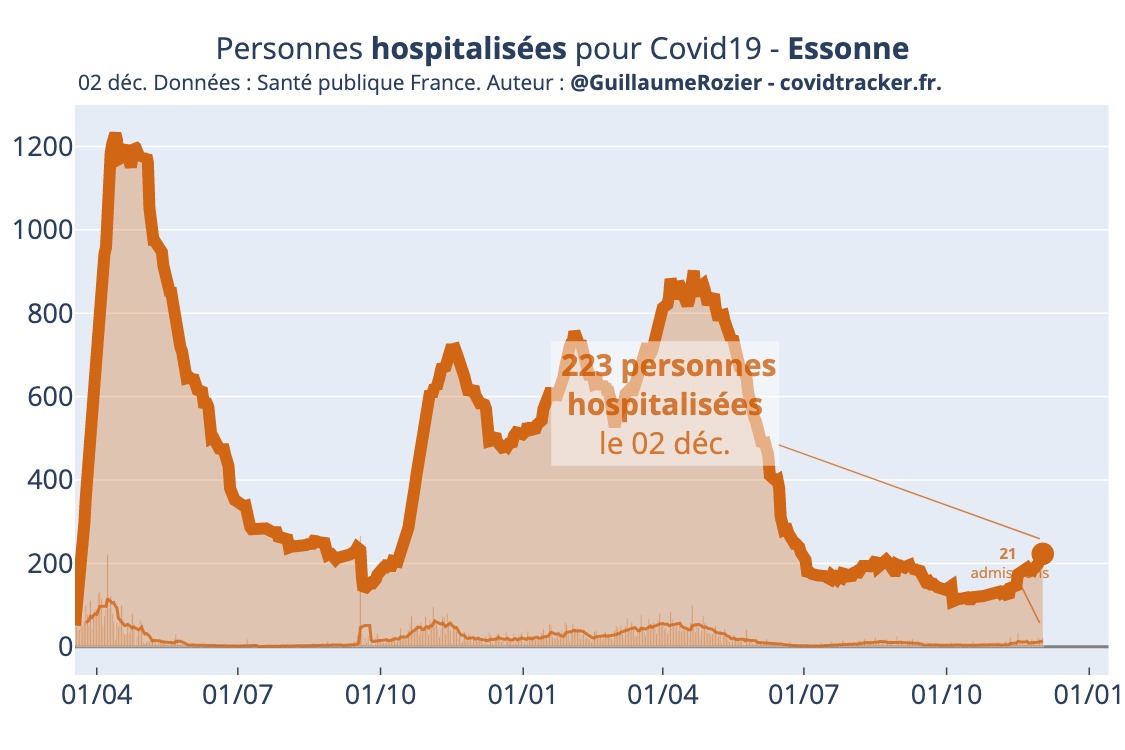 Personnes hospitalisées pour Covid19 - Essonne
02 déc. Données : Santé publique France. Auteur : @GuillaumeRozier - covidtracker.fr.
1200
1000
800
600
400
200
0
223 personnes
hospitalisées
le 02 déc.
21
admissions
01/04
01/07
01/10
01/01
01/04
01/07
01/10
01/01